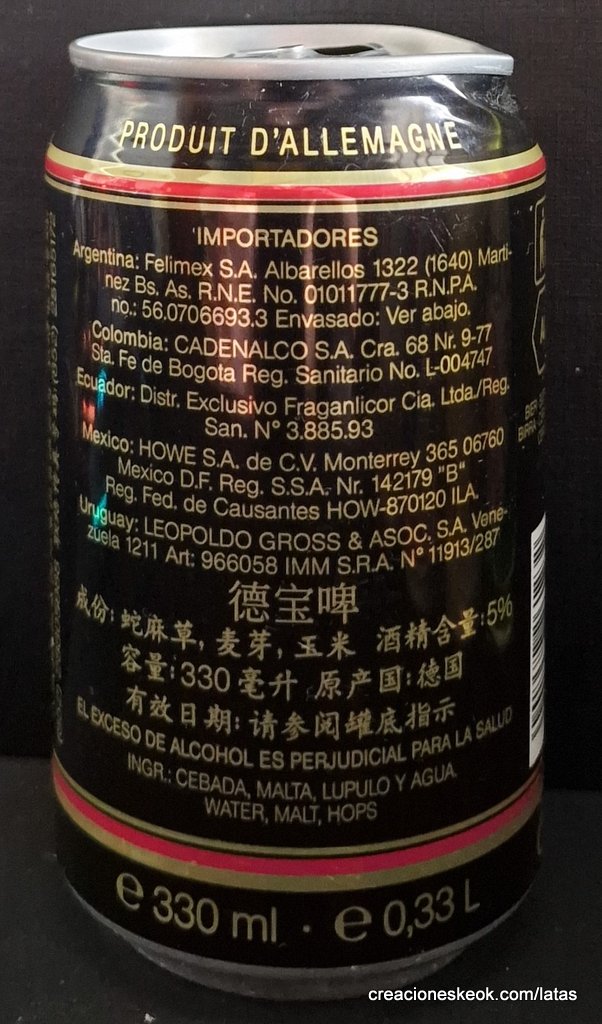 PRODUIT D'ALLEMAGNE
IMPORTADORES
Argentina: Felimex S.A. Albarellos 1322 (1640) Marti-
nez Bs. As. R.N.E. No. 01011777-3 R.N.P.A.
no.: 56.0706693.3 Envasado: Ver abajo.
Colombia: CADENALCO S.A. Cra. 68 Nr. 9-77
Sta. Fe de Bogota Reg. Sanitario No. L-004747
Ecuador: Distr. Exclusivo Fraganlicor Cia. Ltda./Reg.
San. N° 3.885.93
Mexico: HOWE S.A. de C.V. Monterrey 365 06760
Mexico D.F. Reg. S.S.A. Nr. 142179 "B"
Reg. Fed. de Causantes HOW-870120 ILA.
Uruguay: LEOPOLDO GROSS & ASOC. S.A. Vene-
zuela 1211 Art: 966058 IMM S.R.A. N° 11913/287
德宝啤
成份: 蛇麻草, 麦芽, 玉米 酒精含量:5%
容量:330 毫升 原产国:德国
有效日期: 请参阅罐底指示
EL EXCESO DE ALCOHOL ES PERJUDICIAL PARA LA SALUD
INGR.: CEBADA, MALTA, LUPULO Y AGUA.
WATER, MALT, HOPS
e 330 ml · e 0,33 L
creacioneskeok.com/latas